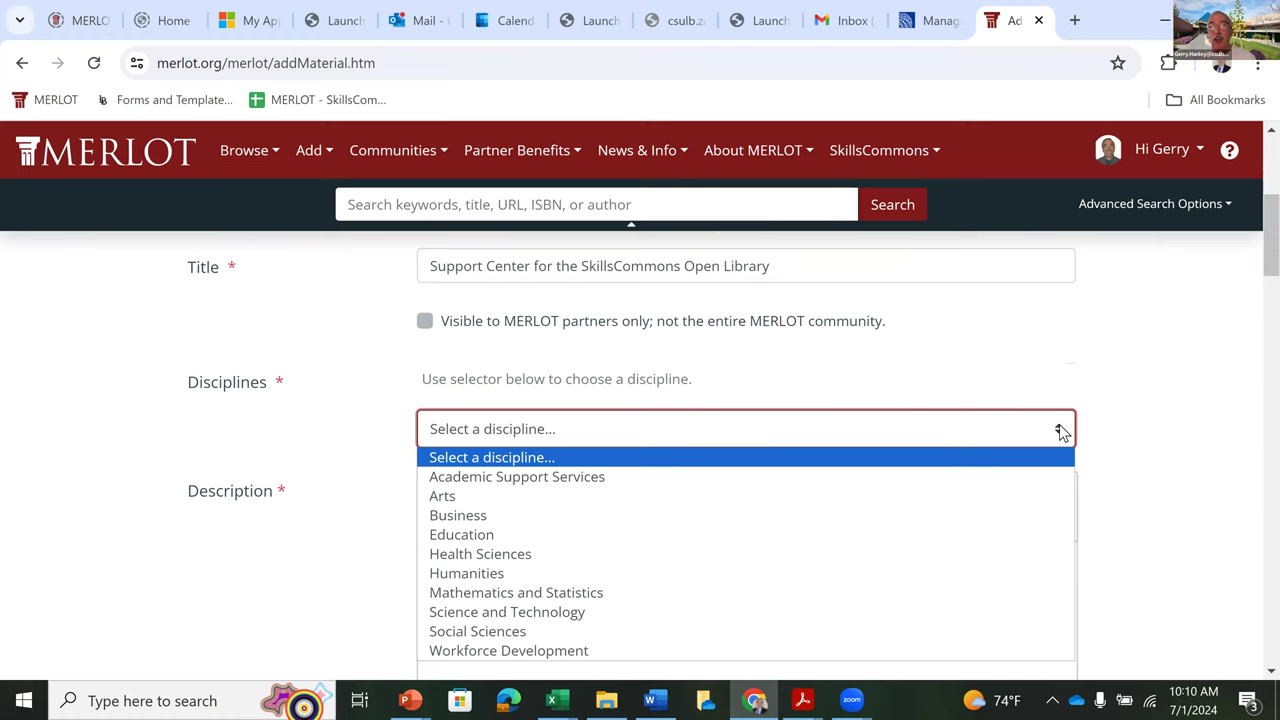 MERLO
Home
My Ap
Launch
Mail -
Calend
Launch
csulb.z
Launch
Inbox (
Manag
Ad
merlot.org/merlot/addMaterial.htm
MERLOT
Forms and Template...
MERLOT - SkillsCom...
All Bookmarks
MERLOT
Browse
Add
Communities
Partner Benefits
News & Info
About MERLOT
SkillsCommons
Hi Gerry
Search keywords, title, URL, ISBN, or author
Search
Advanced Search Options
Title *
Support Center for the SkillsCommons Open Library
Visible to MERLOT partners only; not the entire MERLOT community.
Disciplines *
Use selector below to choose a discipline.
Select a discipline...
Select a discipline...
Academic Support Services
Arts
Business
Education
Description *
Health Sciences
Humanities
Mathematics and Statistics
Science and Technology
Social Sciences
Workforce Development
Type here to search
74°F
10:10 AM
7/1/2024
3